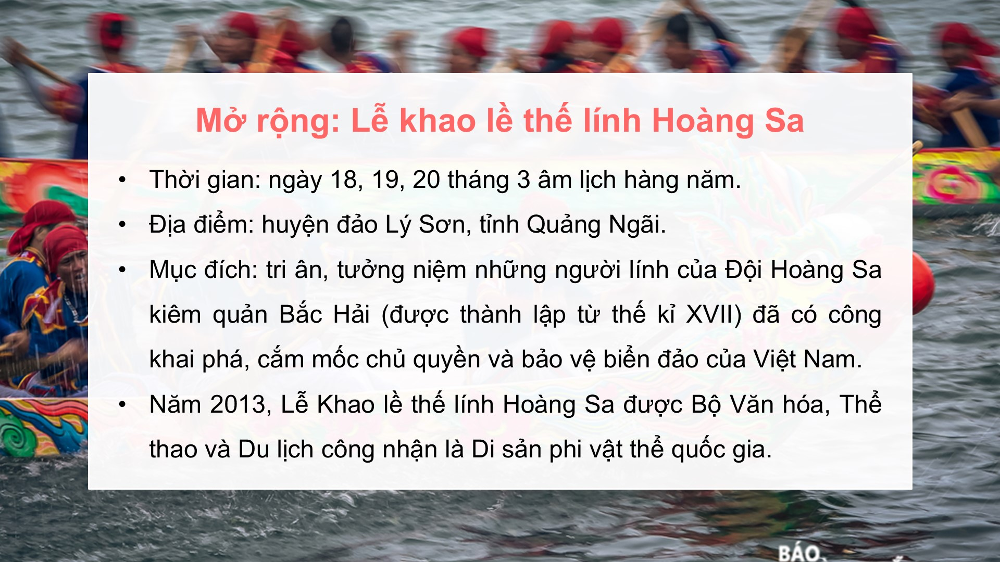 Mở rộng: Lễ khao lề thế lính Hoàng Sa
• Thời gian: ngày 18, 19, 20 tháng 3 âm lịch hàng năm.
• Địa điểm: huyện đảo Lý Sơn, tỉnh Quảng Ngãi.
• Mục đích: tri ân, tưởng niệm những người lính của Đội Hoàng Sa
kiêm quản Bắc Hải (được thành lập từ thế kỉ XVII) đã có công
khai phá, cắm mốc chủ quyền và bảo vệ biển đảo của Việt Nam.
• Năm 2013, Lễ Khao lề thế lính Hoàng Sa được Bộ Văn hóa, Thể
thao và Du lịch công nhận là Di sản phi vật thể quốc gia.
BÁO